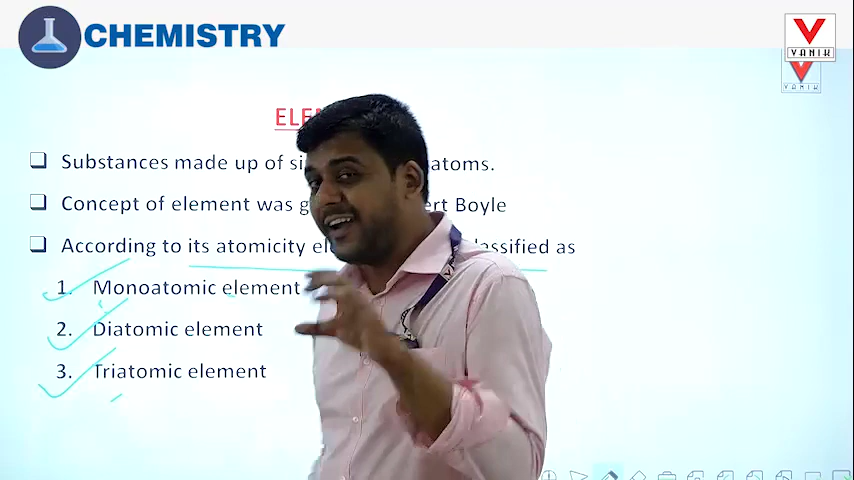 CHEMISTRY
VANIK
VANIK
ELE
Substances made up of si atoms.
Concept of element was g ert Boyle
According to its atomicity el lassified as
1. Monoatomic element
2. Diatomic element
3. Triatomic element